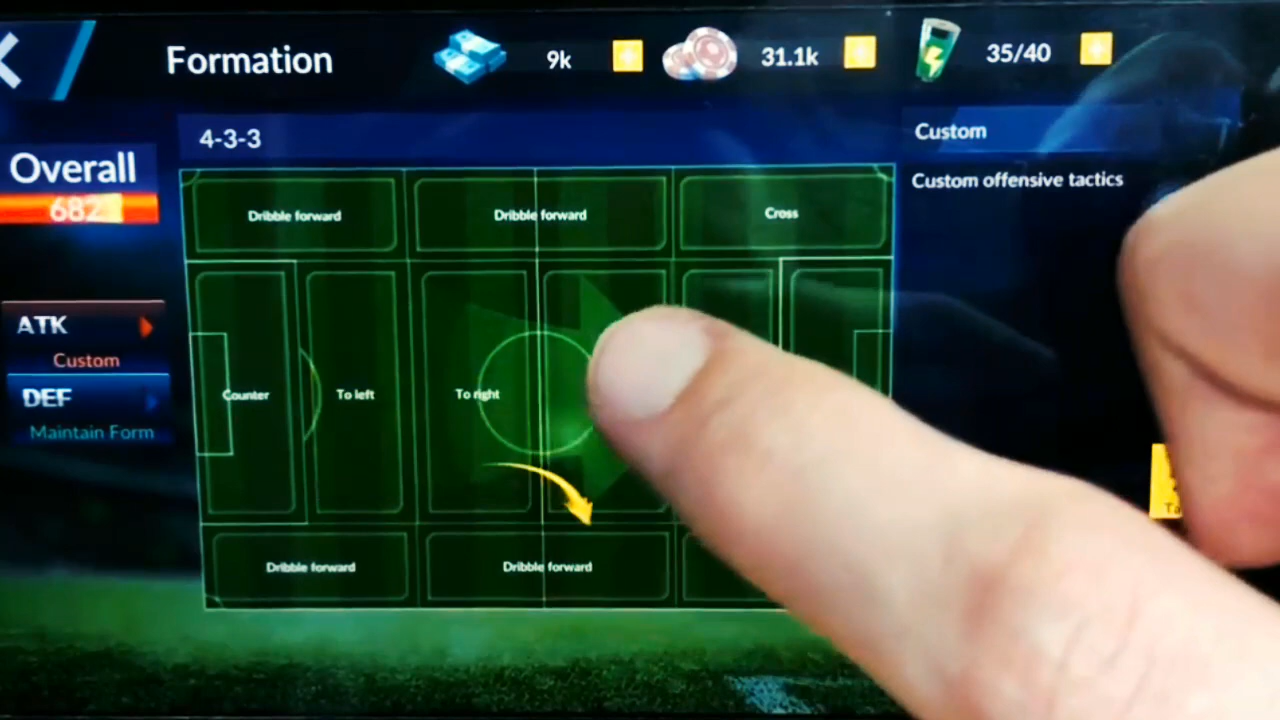 Formation
9k
31.1k
35/40
4-3-3
Custom
Overall
682
Custom offensive tactics
Dribble forward
Dribble forward
Cross
ATK
Custom
DEF
Maintain Form
Counter
To left
To right
Dribble forward
Dribble forward